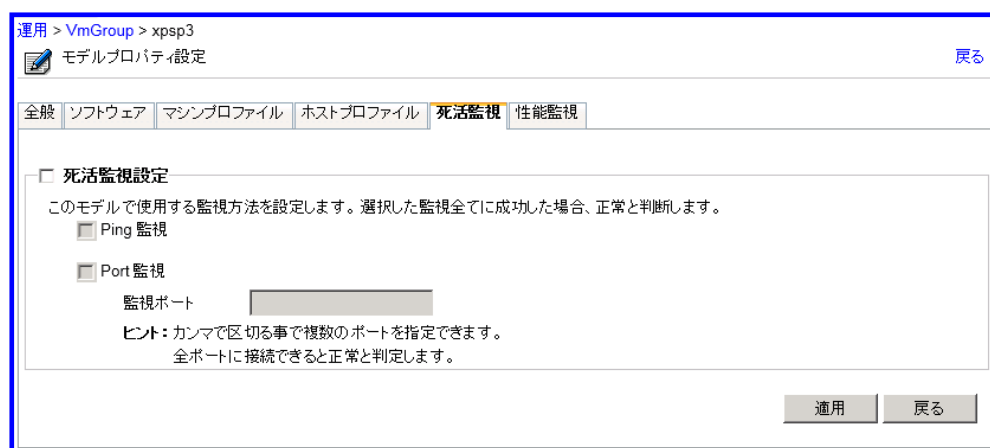 運用 > VmGroup > xpsp3
モデルプロパティ設定
戻る
全般 ソフトウェア マシンプロファイル ホストプロファイル 死活監視 性能監視
死活監視設定
このモデルで使用する監視方法を設定します。選択した監視全てに成功した場合、正常と判断します。
Ping 監視
Port 監視
監視ポート
ヒント：カンマで区切る事で複数のポートを指定できます。
全ポートに接続できると正常と判定します。
適用 戻る